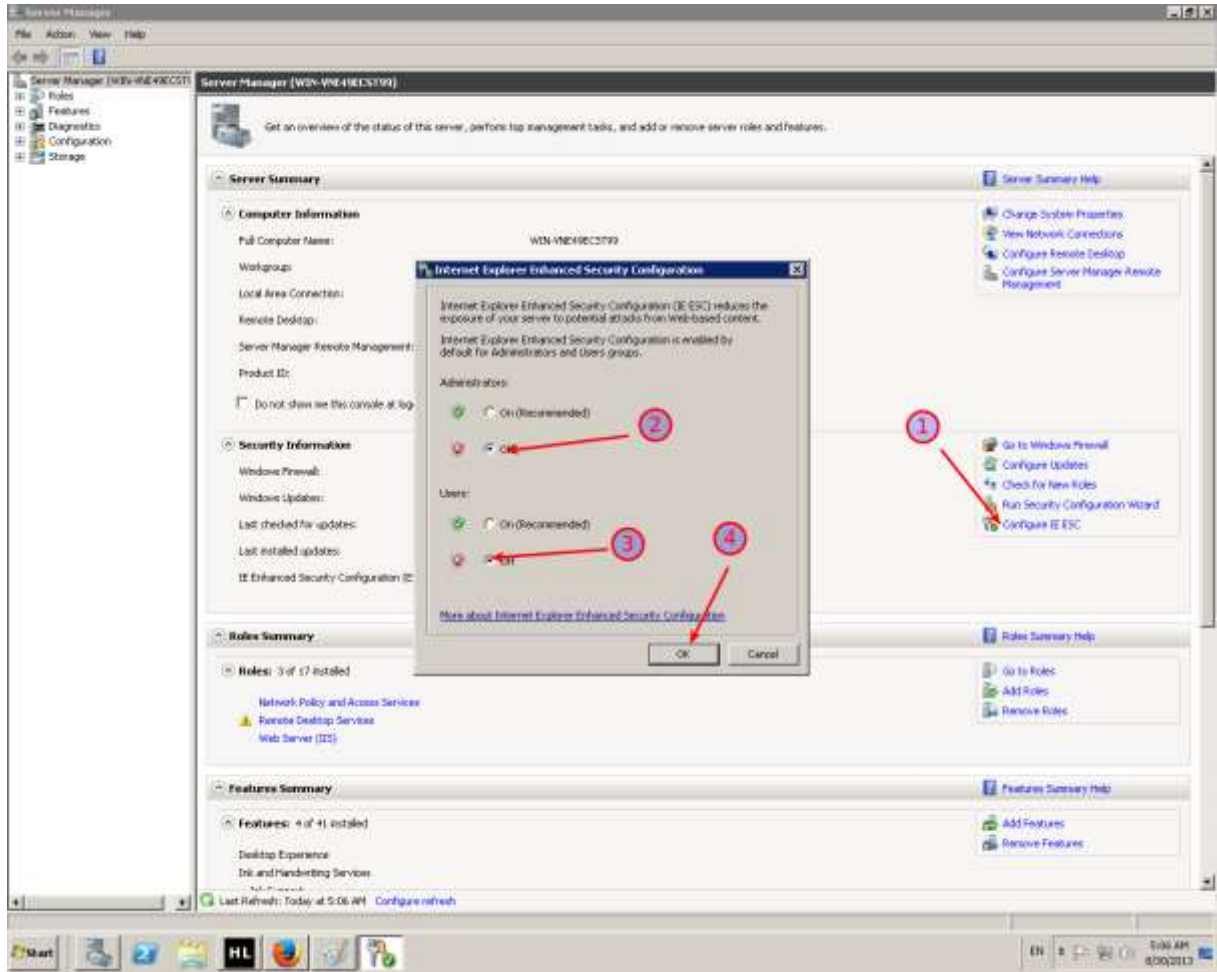 Server Manager
File Action View Help
Server Manager (WIN-VNE49EC5T
Roles
Features
Diagnostics
Configuration
Storage
Server Manager (WIN-VNE49EC5T99)
Get an overview of the status of this server, perform top management tasks, and add or remove server roles and features.
Server Summary
Server Summary Help
Computer Information
Full Computer Name: WIN-VNE49EC5T99
Workgroup:
Local Area Connection:
Remote Desktop:
Server Manager Remote Management:
Product ID:
Do not show me this console at log
Change System Properties
View Network Connections
Configure Remote Desktop
Configure Server Manager Remote
Management
Security Information
Windows Firewall:
Windows Updates:
Last checked for updates:
Last installed updates:
IE Enhanced Security Configuration (IE
Go to Windows Firewall
Configure Updates
Check for New Roles
Run Security Configuration Wizard
Configure IE ESC
1
Internet Explorer Enhanced Security Configuration
Internet Explorer Enhanced Security Configuration (IE ESC) reduces the
exposure of your server to potential attacks from Web-based content.
Internet Explorer Enhanced Security Configuration is enabled by
default for Administrators and Users groups.
Administrators:
On (Recommended)
Off
2
Users:
On (Recommended)
Off
3
4
More about Internet Explorer Enhanced Security Configuration
OK Cancel
Roles Summary
Roles Summary Help
Roles: 3 of 17 installed
Network Policy and Access Services
Remote Desktop Services
Web Server (IIS)
Go to Roles
Add Roles
Remove Roles
Features Summary
Features Summary Help
Features: 4 of 41 installed
Desktop Experience
Ink and Handwriting Services
Add Features
Remove Features
Last Refresh: Today at 5:06 AM Configure refresh
Start
HL
EN
5:06 AM
8/30/2013